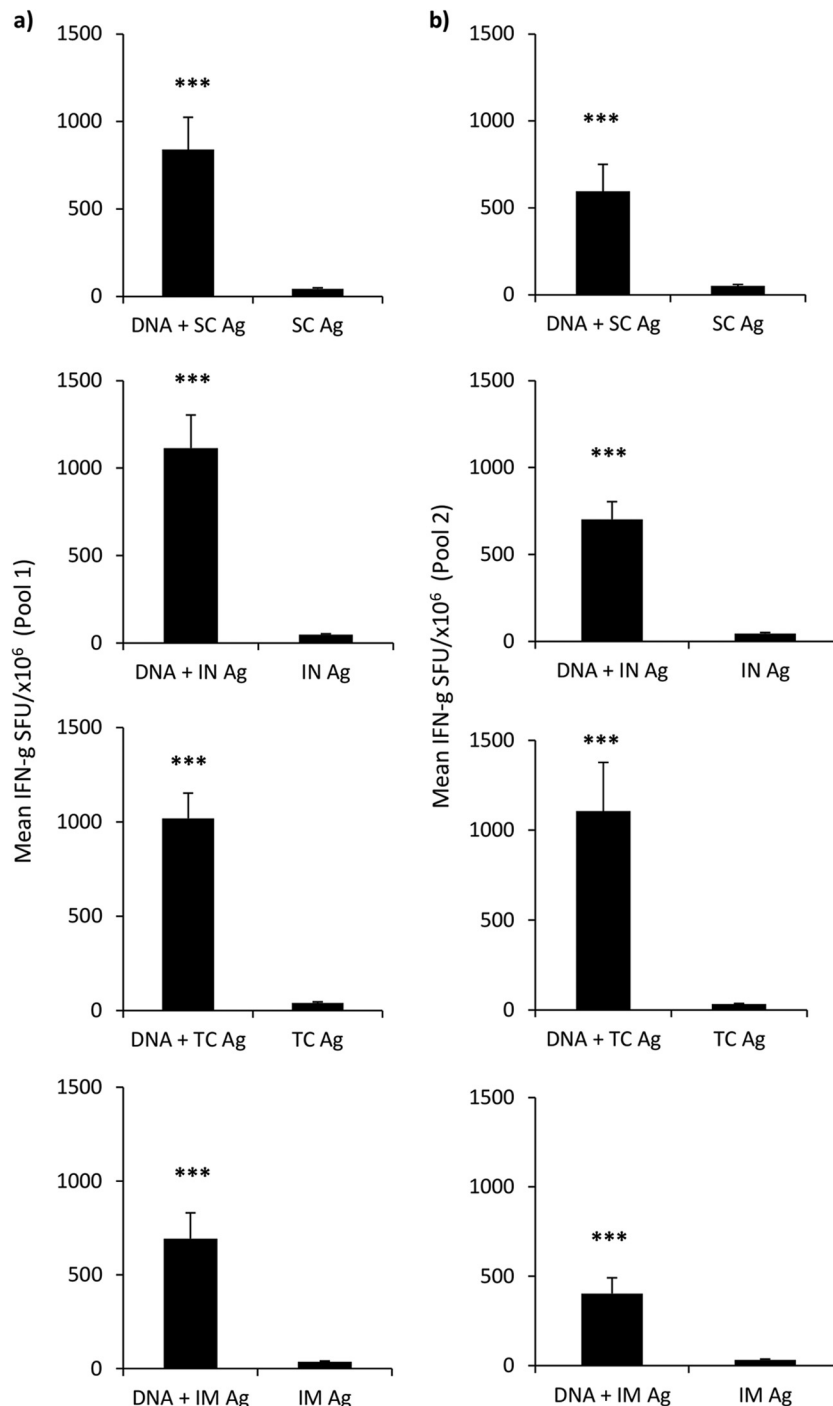 a)
Mean IFN-g SFU/x10⁶ (Pool 1)
1500
1000
500
0
***
DNA + SC Ag
SC Ag
1500
1000
500
0
***
DNA + IN Ag
IN Ag
1500
1000
500
0
***
DNA + TC Ag
TC Ag
1500
1000
500
0
***
DNA + IM Ag
IM Ag
b)
Mean IFN-g SFU/x10⁶ (Pool 2)
1500
1000
500
0
***
DNA + SC Ag
SC Ag
1500
1000
500
0
***
DNA + IN Ag
IN Ag
1500
1000
500
0
***
DNA + TC Ag
TC Ag
1500
1000
500
0
***
DNA + IM Ag
IM Ag